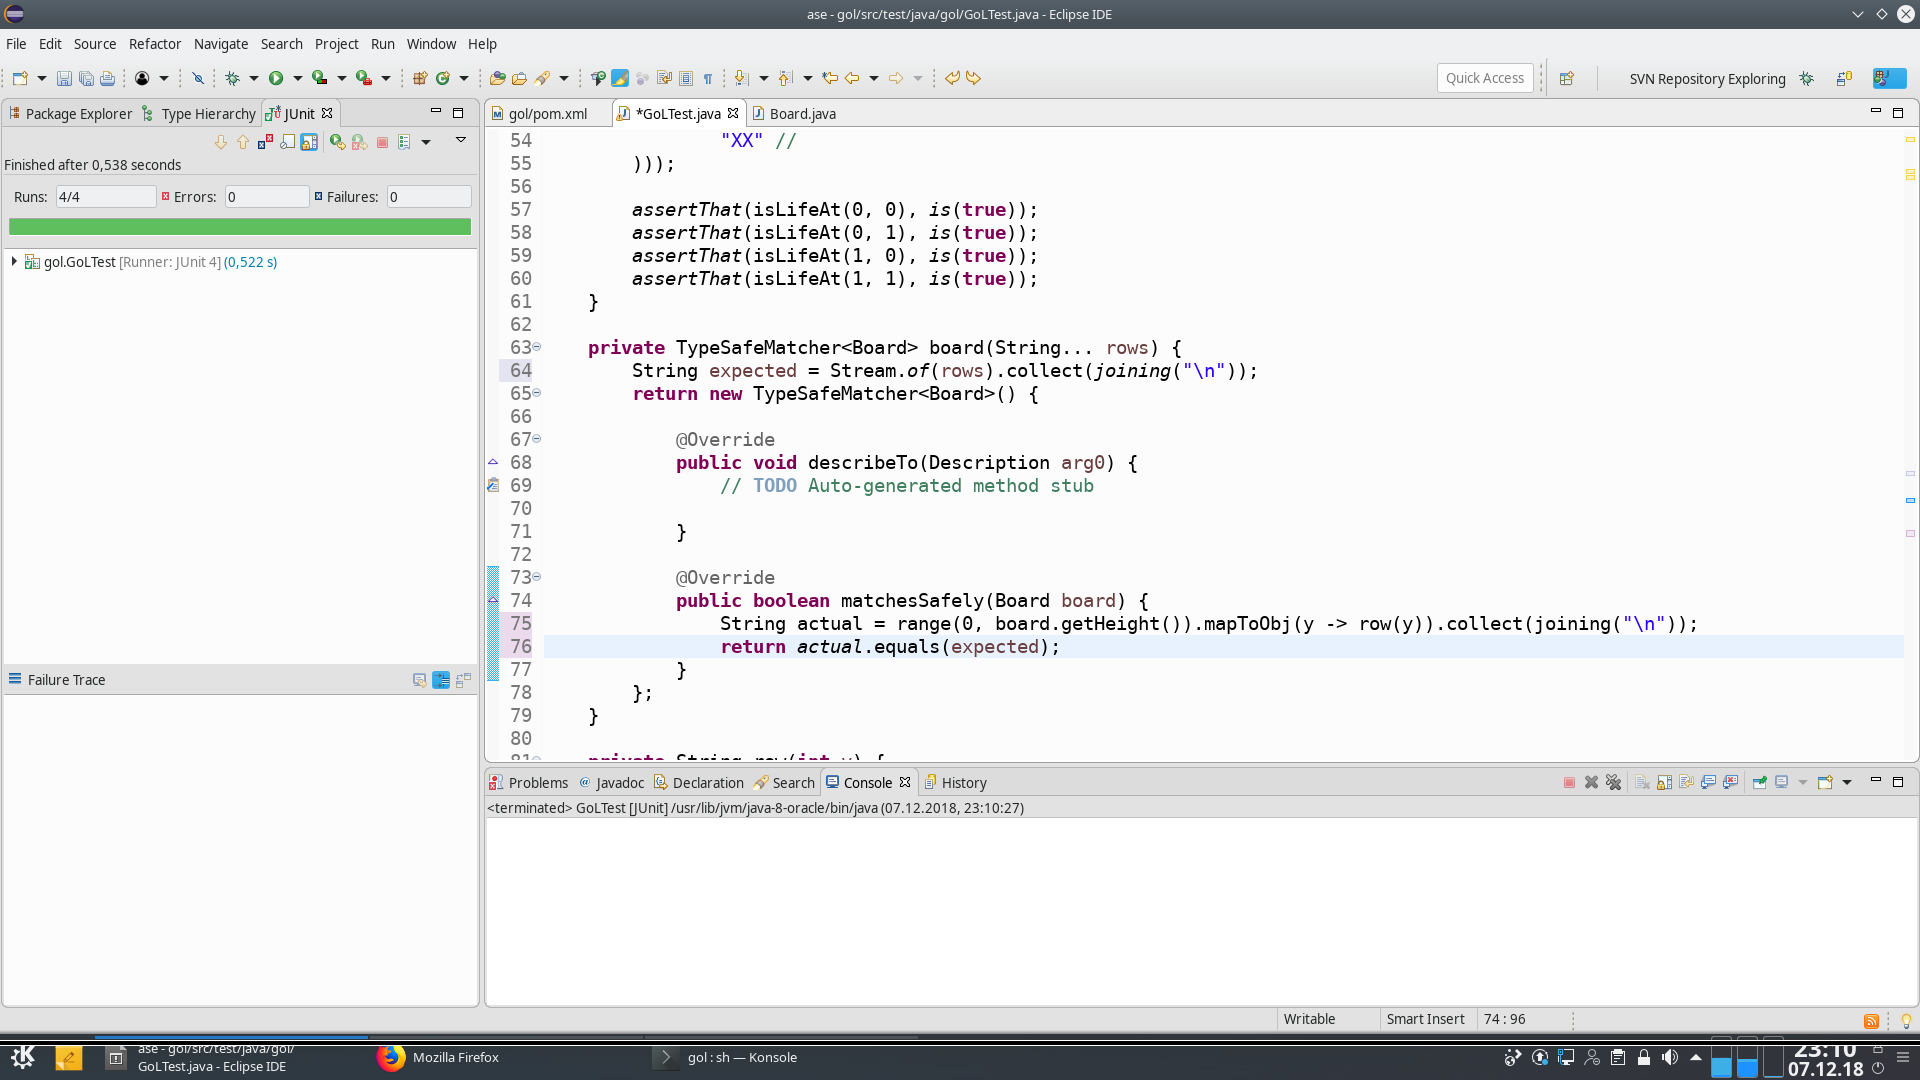 ase - gol/src/test/java/gol/GoLTest.java - Eclipse IDE
File Edit Source Refactor Navigate Search Project Run Window Help
Quick Access
SVN Repository Exploring
Package Explorer Type Hierarchy JUnit
Finished after 0,538 seconds
Runs: 4/4 Errors: 0 Failures: 0
gol.GoLTest [Runner: JUnit 4] (0,522 s)
Failure Trace
gol/pom.xml *GoLTest.java Board.java
54 "XX" //
55 )));
56
57 assertThat(isLifeAt(0, 0), is(true));
58 assertThat(isLifeAt(0, 1), is(true));
59 assertThat(isLifeAt(1, 0), is(true));
60 assertThat(isLifeAt(1, 1), is(true));
61 }
62
63 private TypeSafeMatcher<Board> board(String... rows) {
64 String expected = Stream.of(rows).collect(joining("\n"));
65 return new TypeSafeMatcher<Board>() {
66
67 @Override
68 public void describeTo(Description arg0) {
69 // TODO Auto-generated method stub
70
71 }
72
73 @Override
74 public boolean matchesSafely(Board board) {
75 String actual = range(0, board.getHeight()).mapToObj(y -> row(y)).collect(joining("\n"));
76 return actual.equals(expected);
77 }
78 };
79 }
80
81 private String row(int y) {
Problems Javadoc Declaration Search Console History
<terminated> GoLTest [JUnit] /usr/lib/jvm/java-8-oracle/bin/java (07.12.2018, 23:10:27)
Writable Smart Insert 74 : 96
ase - gol/src/test/java/gol/
GoLTest.java - Eclipse IDE
Mozilla Firefox
gol : sh — Konsole
23:10
07.12.18